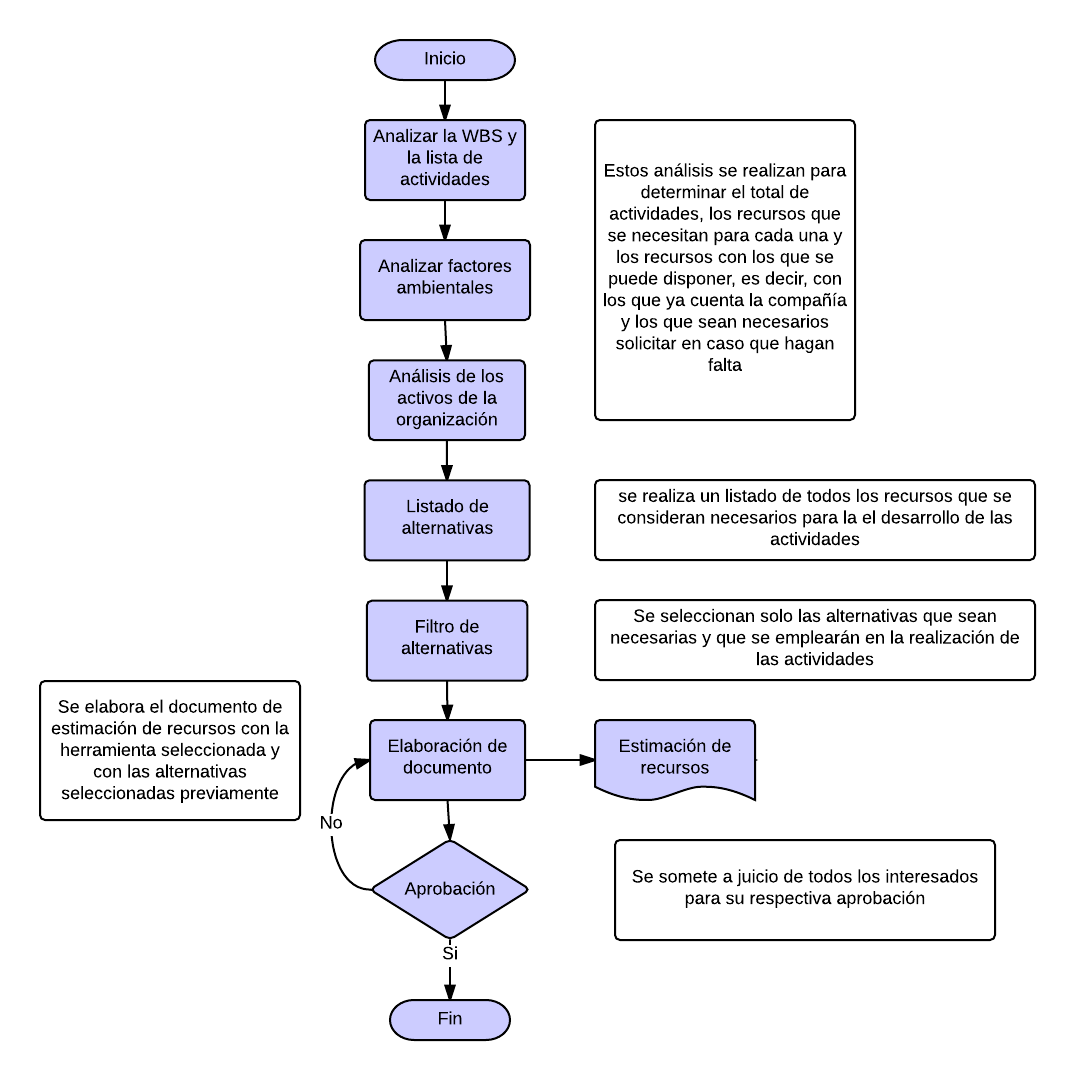 Inicio
Analizar la WBS y
la lista de
actividades
Estos análisis se realizan para
determinar el total de
actividades, los recursos que
se necesitan para cada una y
los recursos con los que se
puede disponer, es decir, con
los que ya cuenta la compañía
y los que sean necesarios
solicitar en caso que hagan
falta
Analizar factores
ambientales
Análisis de los
activos de la
organización
Listado de
alternativas
se realiza un listado de todos los recursos que se
consideran necesarios para la el desarrollo de las
actividades
Filtro de
alternativas
Se seleccionan solo las alternativas que sean
necesarias y que se emplearán en la realización de
las actividades
Se elabora el documento de
estimación de recursos con la
herramienta seleccionada y
con las alternativas
seleccionadas previamente
Elaboración de
documento
Estimación de
recursos
No
Aprobación
Se somete a juicio de todos los interesados
para su respectiva aprobación
Si
Fin